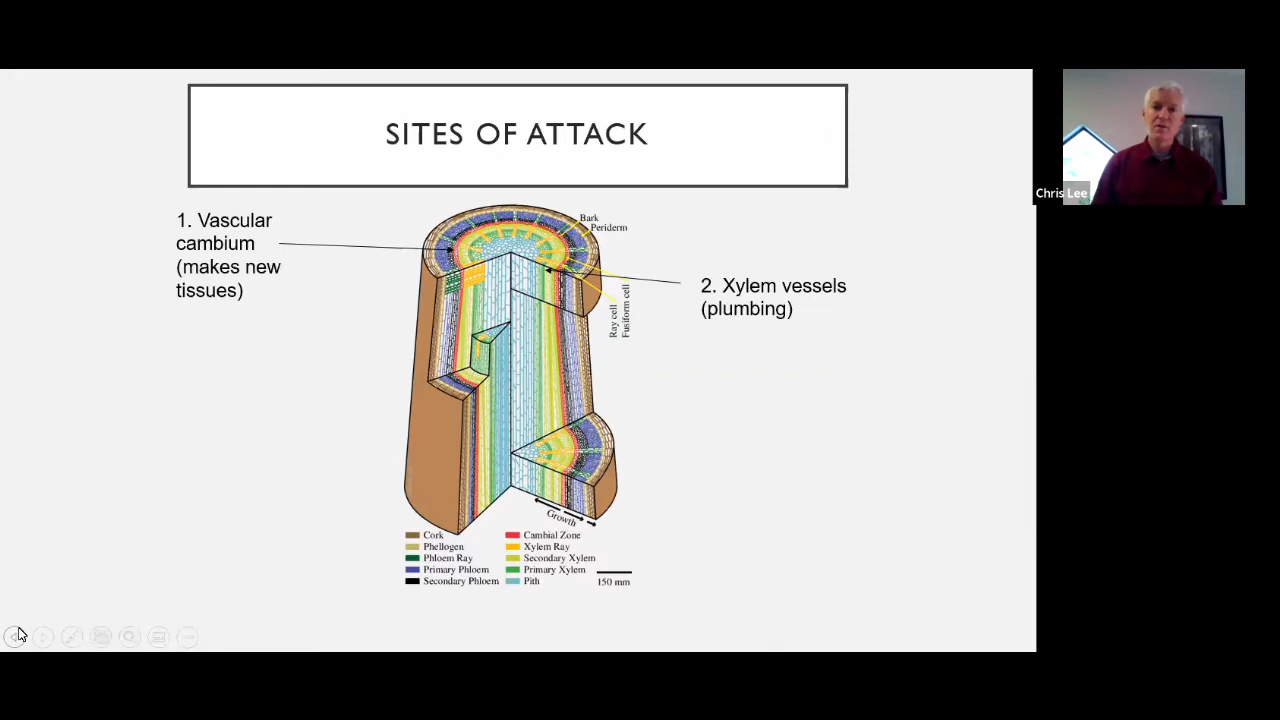 SITES OF ATTACK
1. Vascular
cambium
(makes new
tissues)
Bark
Periderm
2. Xylem vessels
(plumbing)
Ray cell
Fusiform cell
Growth
Cork
Phellogen
Phloem Ray
Primary Phloem
Secondary Phloem
Cambial Zone
Xylem Ray
Secondary Xylem
Primary Xylem
Pith
150 mm
Chris Lee